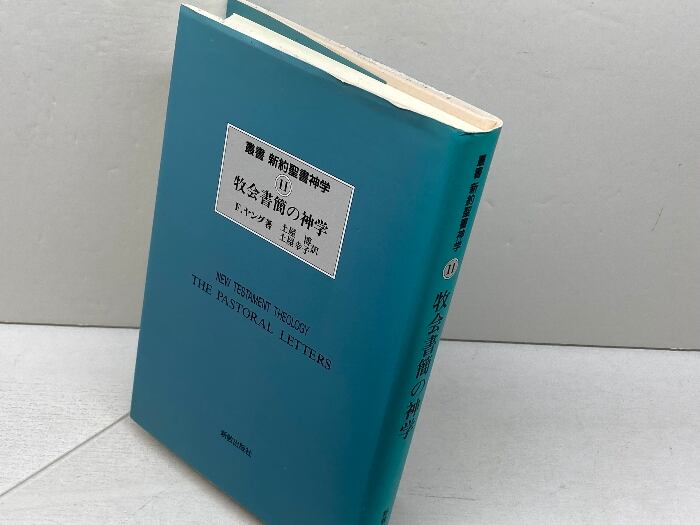 叢書 新約聖書神学
11
牧会書簡の神学
F.ヤング著
土屋 博
土屋幸子訳
NEW TESTAMENT THEOLOGY
THE PASTORAL LETTERS
新教出版社
叢書 新約聖書神学 11 牧会書簡の神学